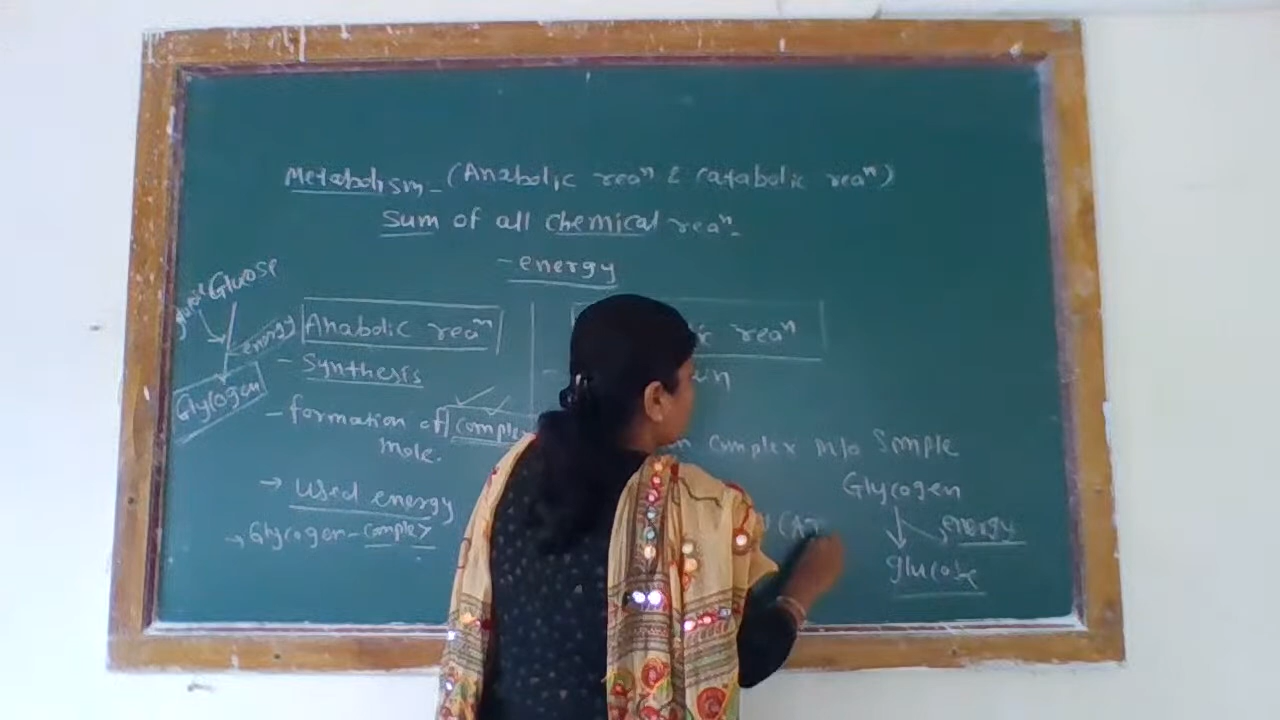 Metabolism - (Anabolic reaⁿ & Catabolic reaⁿ)
Sum of all chemical reaⁿ -
- energy
Glucose
energy
Glycogen
Anabolic reaⁿ
- Synthesis
- formation of comple
Mole.
→ Used energy
→ Glycogen - Complex
ic reaⁿ
Complex m/o Simple
Glycogen
energy
glucose